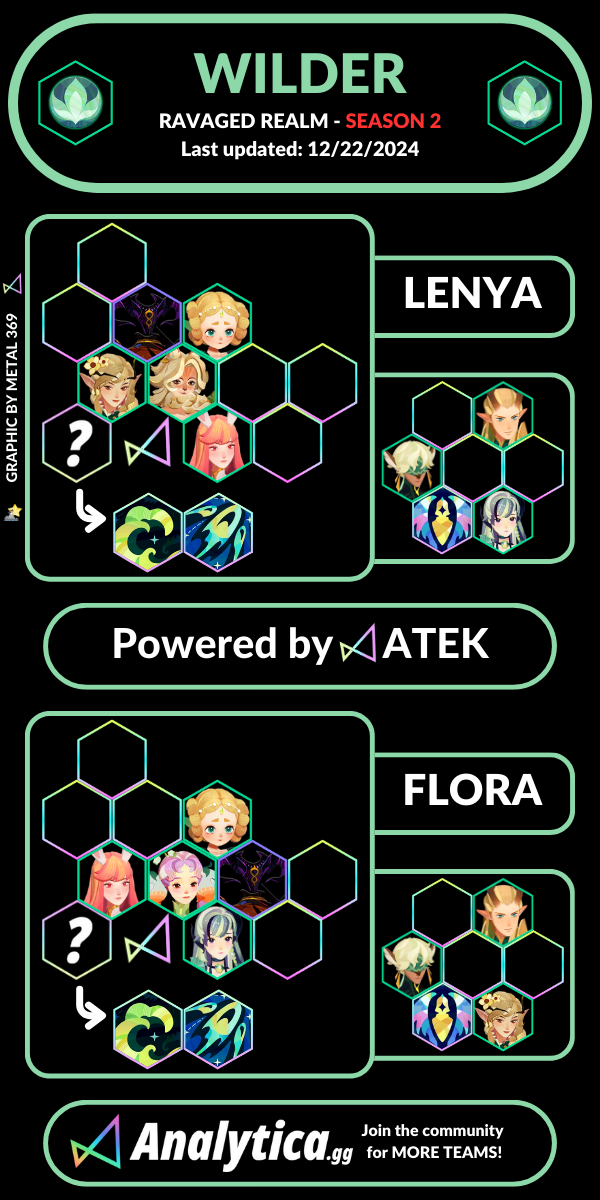 WILDER
RAVAGED REALM - SEASON 2
Last updated: 12/22/2024
GRAPHIC BY METAL 369
LENYA
?
Powered by ATEK
FLORA
?
Analytica.gg
Join the community
for MORE TEAMS!